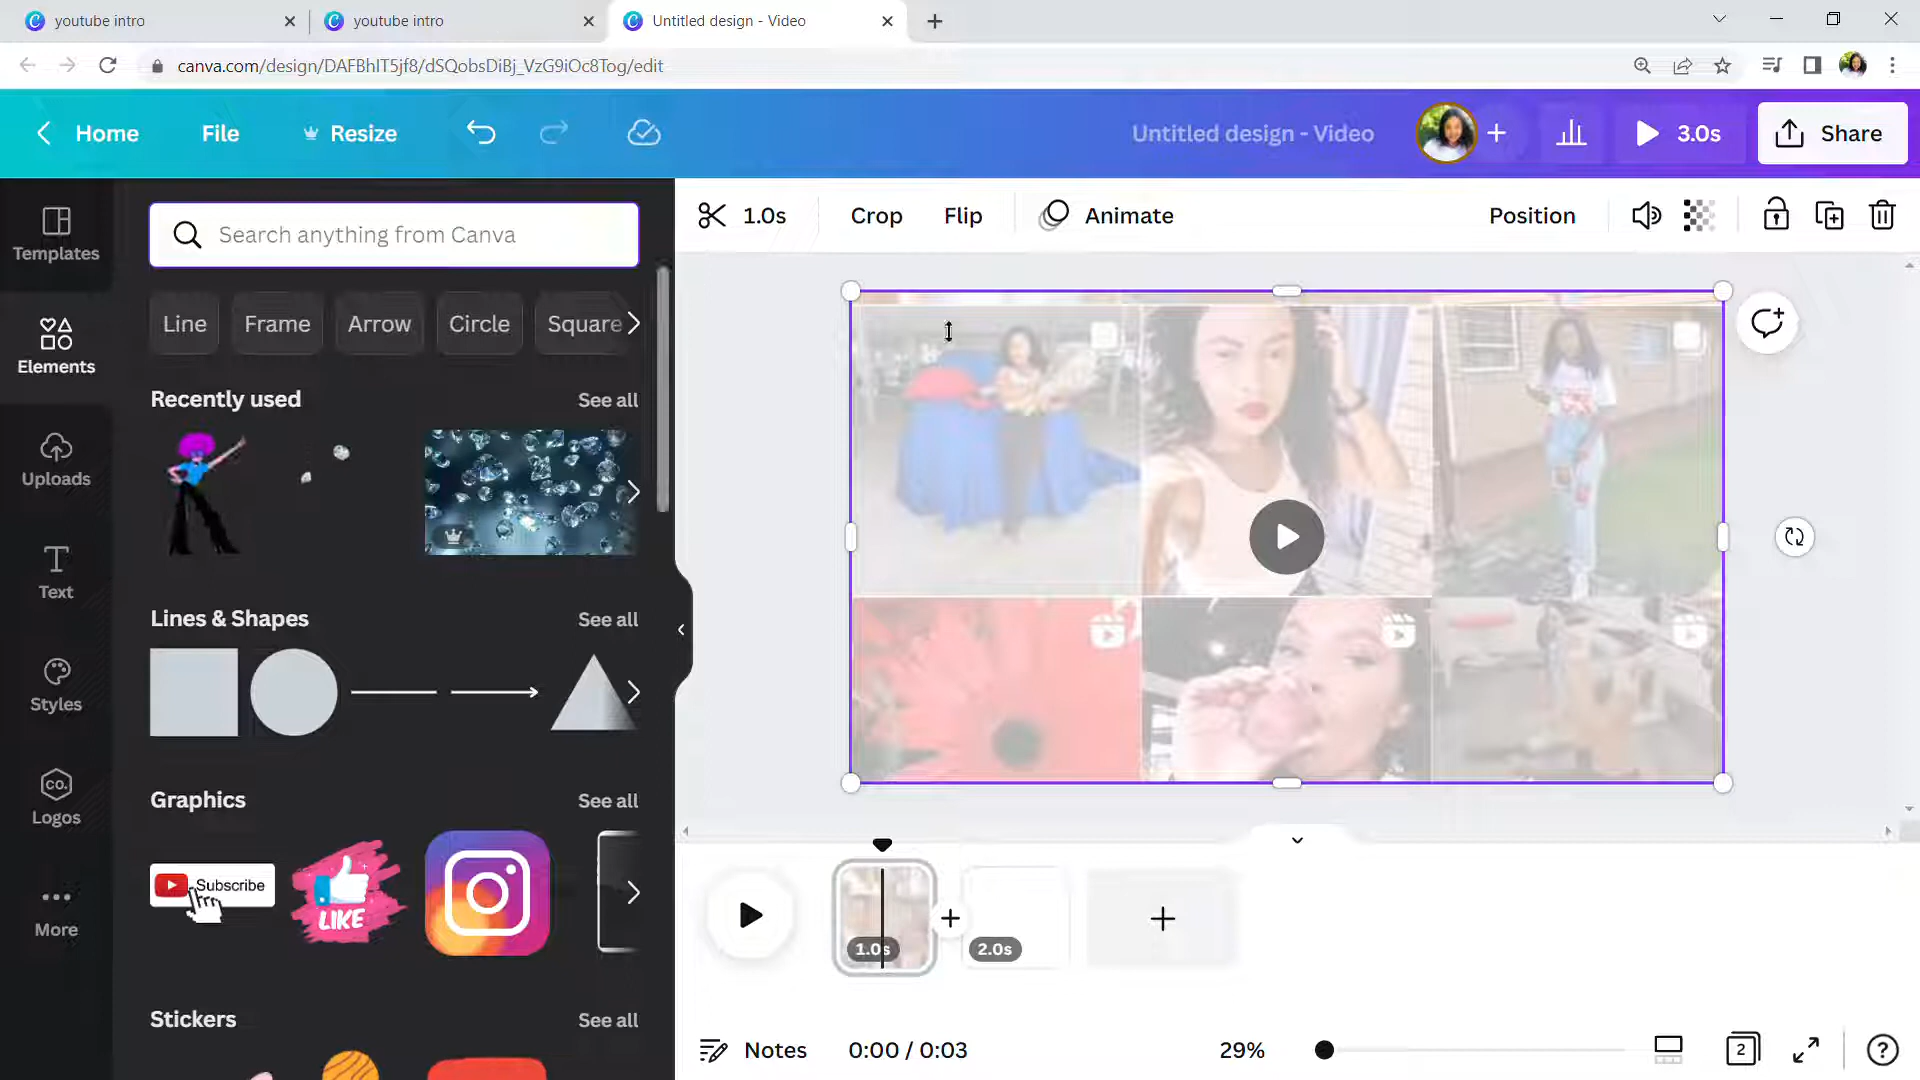 youtube intro
youtube intro
Untitled design - Video
canva.com/design/DAFBhIT5jf8/dSQobsDiBj_VzG9iOc8Tog/edit
Home
File
Resize
Untitled design - Video
3.0s
Share
Templates
Elements
Uploads
Text
Styles
Logos
CO.
More
Search anything from Canva
Line
Frame
Arrow
Circle
Square
Recently used
See all
Lines & Shapes
See all
Graphics
See all
Subscribe
LIKE
Stickers
See all
1.0s
Crop
Flip
Animate
Position
1.0s
2.0s
Notes
0:00 / 0:03
29%
2